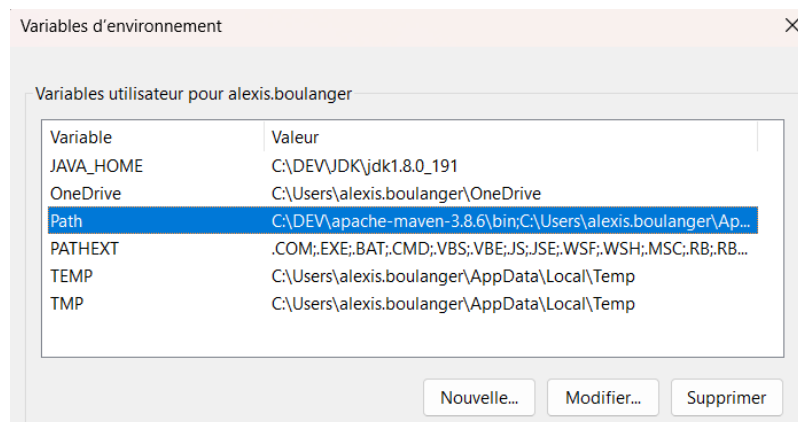 Variables d'environnement
Variables utilisateur pour alexis.boulanger
Variable Valeur
JAVA_HOME C:\DEV\JDK\jdk1.8.0_191
OneDrive C:\Users\alexis.boulanger\OneDrive
Path C:\DEV\apache-maven-3.8.6\bin;C:\Users\alexis.boulanger\Ap...
PATHEXT .COM;.EXE;.BAT;.CMD;.VBS;.VBE;.JS;.JSE;.WSF;.WSH;.MSC;.RB;.RB...
TEMP C:\Users\alexis.boulanger\AppData\Local\Temp
TMP C:\Users\alexis.boulanger\AppData\Local\Temp
Nouvelle... Modifier... Supprimer